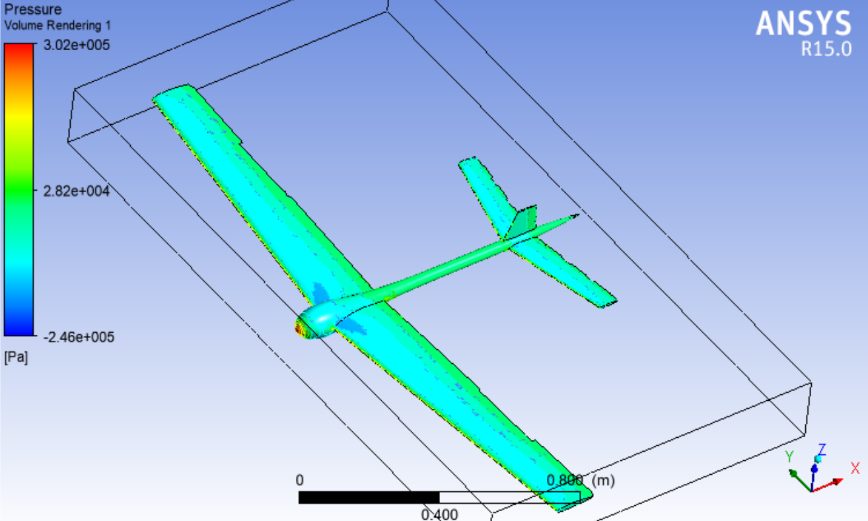 Pressure
Volume Rendering 1
3.02e+005
2.82e+004
-2.46e+005
[Pa]
ANSYS
R15.0
0
0.800 (m)
0.400
Y
Z
X